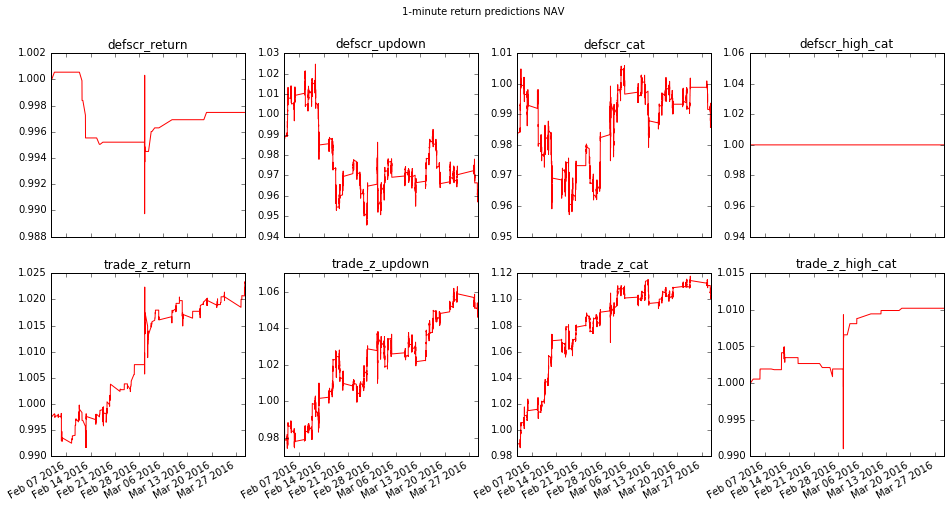 1-minute return predictions NAV
defscr_return
defscr_updown
defscr_cat
defscr_high_cat
1.002
1.000
0.998
0.996
0.994
0.992
0.990
0.988
1.03
1.02
1.01
1.00
0.99
0.98
0.97
0.96
0.95
0.94
1.01
1.00
0.99
0.98
0.97
0.96
0.95
1.06
1.04
1.02
1.00
0.98
0.96
0.94
trade_z_return
trade_z_updown
trade_z_cat
trade_z_high_cat
1.025
1.020
1.015
1.010
1.005
1.000
0.995
0.990
1.06
1.04
1.02
1.00
0.98
1.12
1.10
1.08
1.06
1.04
1.02
1.00
0.98
1.015
1.010
1.005
1.000
0.995
0.990
Feb 07 2016
Feb 14 2016
Feb 21 2016
Feb 28 2016
Mar 06 2016
Mar 13 2016
Mar 20 2016
Mar 27 2016
Feb 07 2016
Feb 14 2016
Feb 21 2016
Feb 28 2016
Mar 06 2016
Mar 13 2016
Mar 20 2016
Mar 27 2016
Feb 07 2016
Feb 14 2016
Feb 21 2016
Feb 28 2016
Mar 06 2016
Mar 13 2016
Mar 20 2016
Mar 27 2016
Feb 07 2016
Feb 14 2016
Feb 21 2016
Feb 28 2016
Mar 06 2016
Mar 13 2016
Mar 20 2016
Mar 27 2016